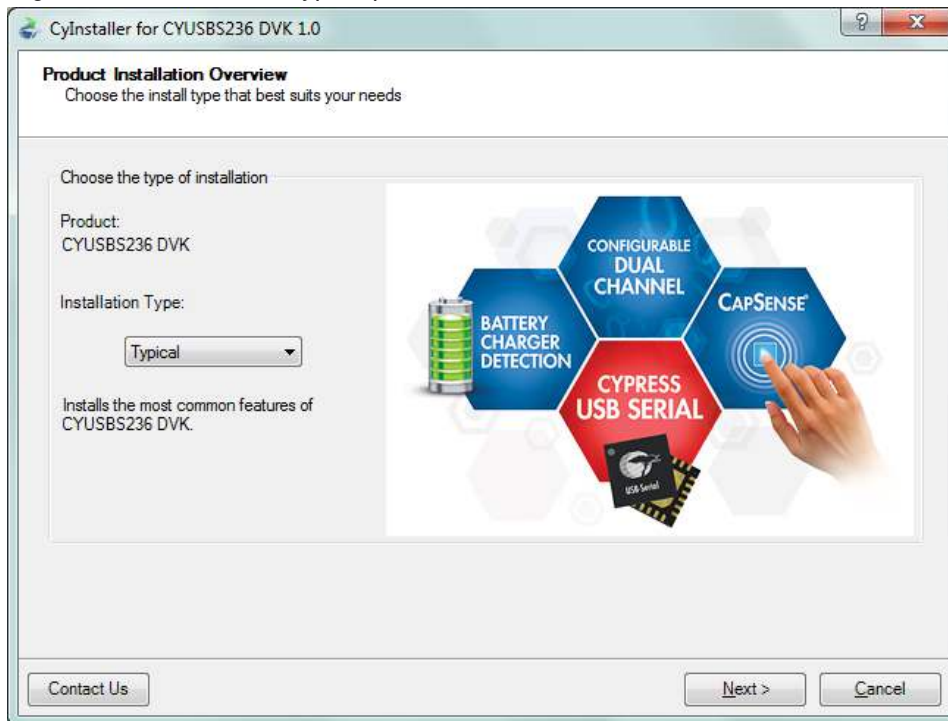 CyInstaller for CYUSBS236 DVK 1.0
Product Installation Overview
Choose the install type that best suits your needs
Choose the type of installation
Product:
CYUSBS236 DVK
Installation Type:
Typical
Installs the most common features of
CYUSBS236 DVK.
CONFIGURABLE
DUAL
CHANNEL
BATTERY
CHARGER
DETECTION
CAPSENSE®
CYPRESS
USB SERIAL
USB-Serial
Contact Us
Next >
Cancel